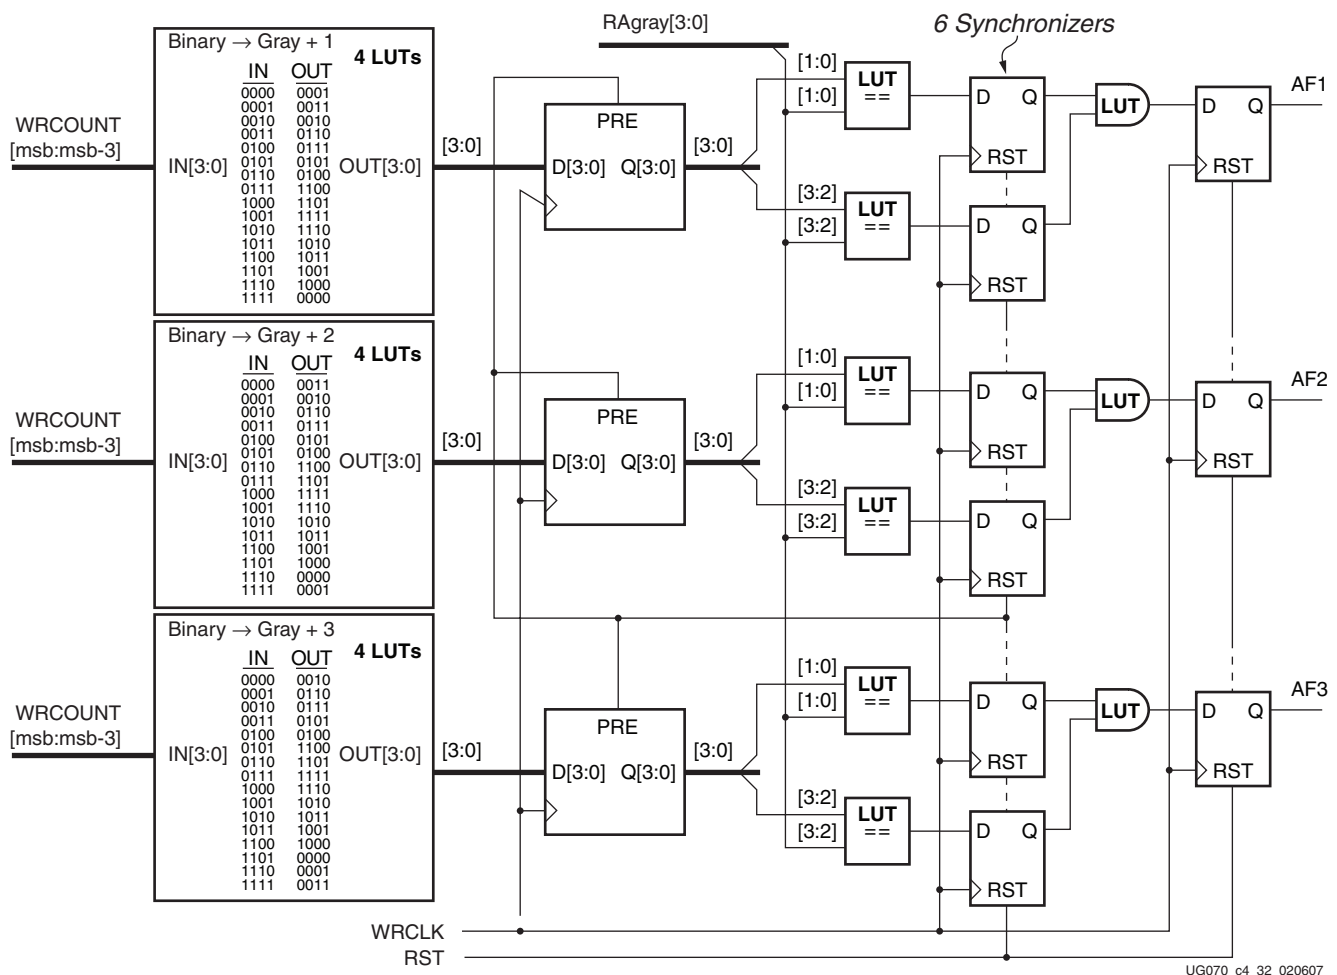 RAgray[3:0]
6 Synchronizers
Binary → Gray + 1
4 LUTs
IN OUT
0000 0001
0001 0011
0010 0010
0011 0110
0100 0111
0101 0101
0110 0100
0111 1100
1000 1101
1001 1111
1010 1110
1011 1010
1100 1011
1101 1001
1110 1000
1111 0000
WRCOUNT
[msb:msb-3]
IN[3:0]
OUT[3:0]
[3:0]
PRE
D[3:0] Q[3:0]
[3:0]
[1:0]
[1:0]
LUT
==
[3:2]
[3:2]
LUT
==
D Q
RST
D Q
RST
LUT
D Q
RST
AF1
Binary → Gray + 2
4 LUTs
IN OUT
0000 0011
0001 0010
0010 0110
0011 0111
0100 0101
0101 0100
0110 1100
0111 1101
1000 1111
1001 1110
1010 1010
1011 1011
1100 1001
1101 1000
1110 0000
1111 0001
WRCOUNT
[msb:msb-3]
IN[3:0]
OUT[3:0]
[3:0]
PRE
D[3:0] Q[3:0]
[3:0]
[1:0]
[1:0]
LUT
==
[3:2]
[3:2]
LUT
==
D Q
RST
D Q
RST
LUT
D Q
RST
AF2
Binary → Gray + 3
4 LUTs
IN OUT
0000 0010
0001 0110
0010 0111
0011 0101
0100 0100
0101 1100
0110 1101
0111 1111
1000 1110
1001 1010
1010 1011
1011 1001
1100 1000
1101 0000
1110 0001
1111 0011
WRCOUNT
[msb:msb-3]
IN[3:0]
OUT[3:0]
[3:0]
PRE
D[3:0] Q[3:0]
[3:0]
[1:0]
[1:0]
LUT
==
[3:2]
[3:2]
LUT
==
D Q
RST
D Q
RST
LUT
D Q
RST
AF3
WRCLK
RST
UG070_c4_32_020607